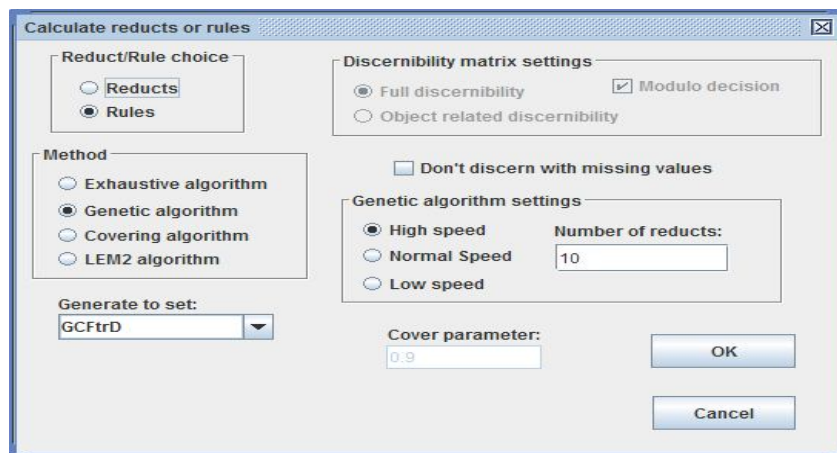 Calculate reducts or rules
Reduct/Rule choice
Reducts
Rules
Discernibility matrix settings
Full discernibility
Modulo decision
Object related discernibility
Method
Exhaustive algorithm
Genetic algorithm
Covering algorithm
LEM2 algorithm
Don't discern with missing values
Genetic algorithm settings
High speed
Normal Speed
Low speed
Number of reducts:
10
Generate to set:
GCFtrD
Cover parameter:
0.9
OK
Cancel